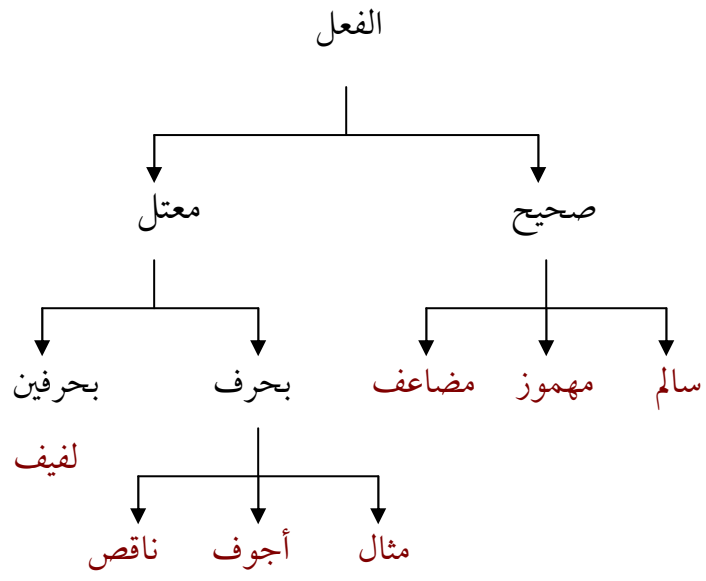 الفعل
صحيح معتل
سالم مهموز مضاعف بحرف بحرفين
لفيف
مثال أجوف ناقص